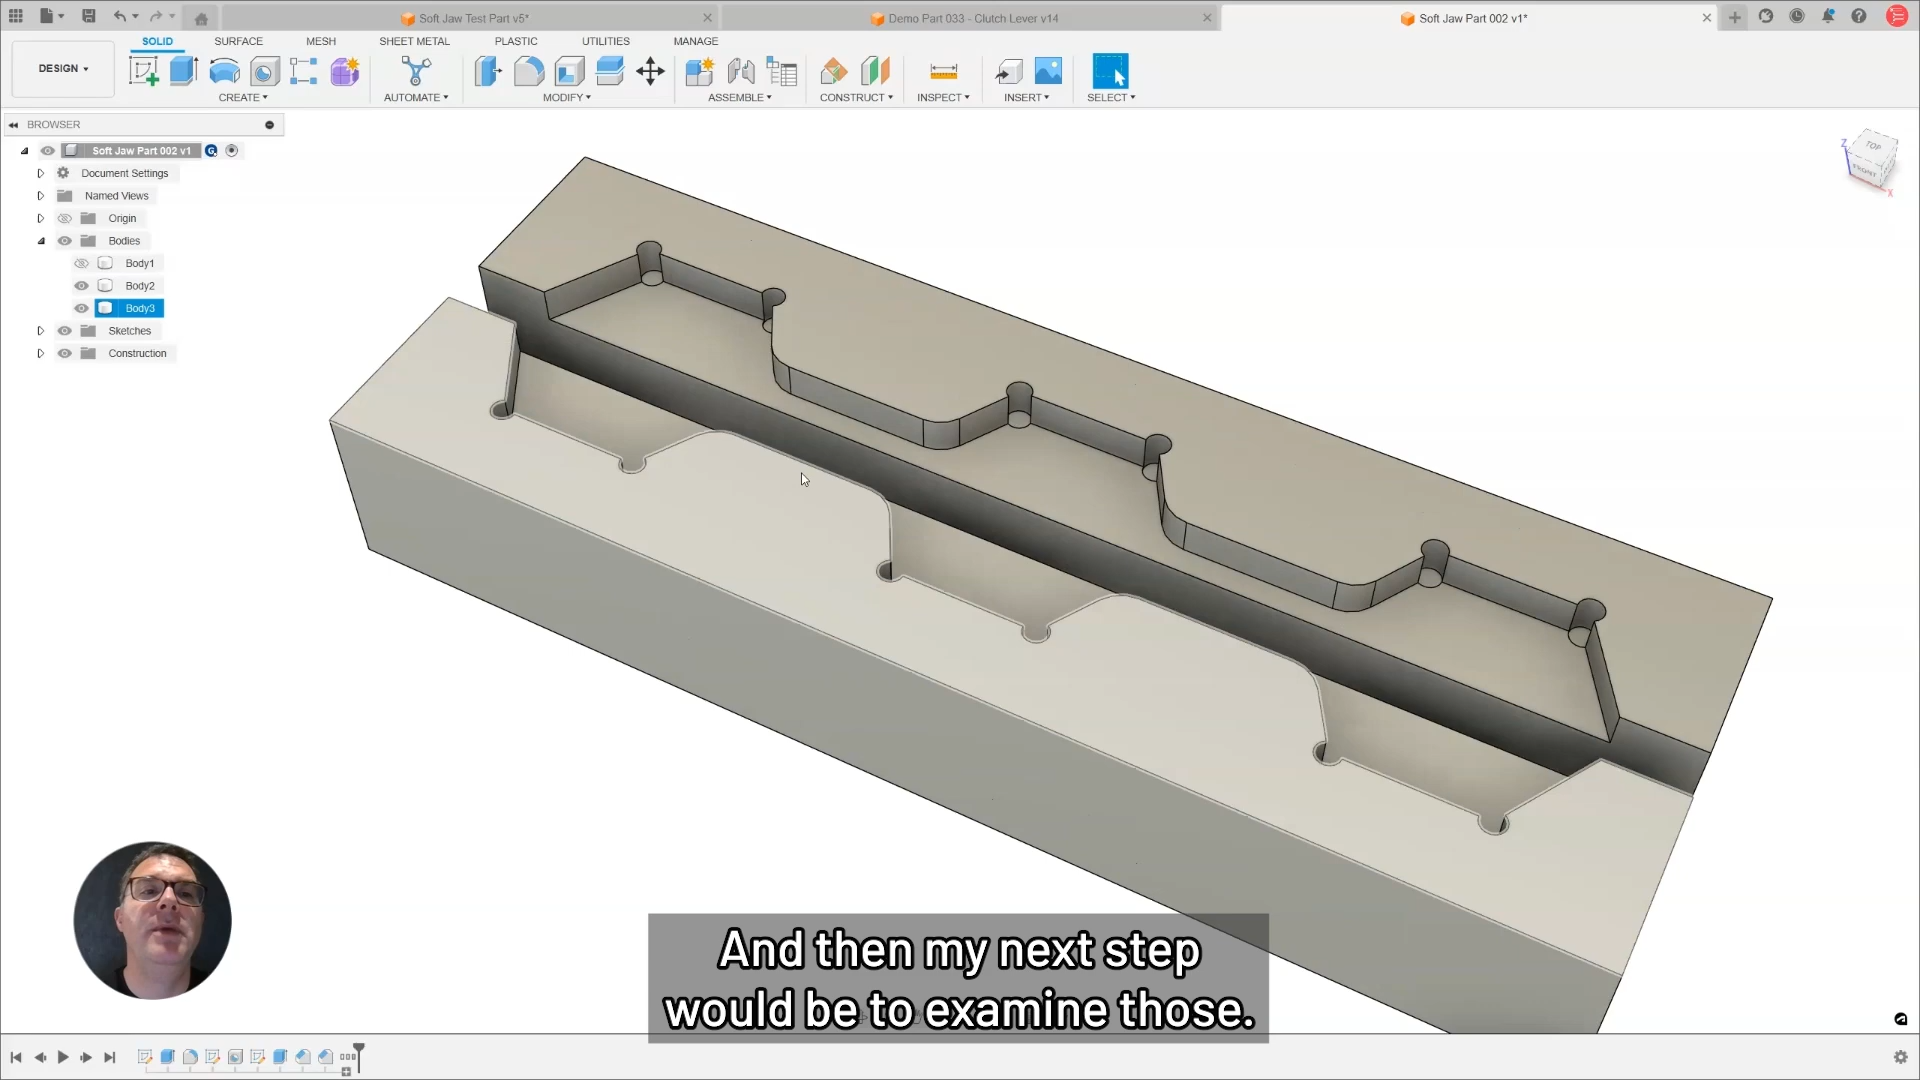 Soft Jaw Test Part v5*
Demo Part 033 - Clutch Lever v14
Soft Jaw Part 002 v1*
DESIGN
SOLID
SURFACE
MESH
SHEET METAL
PLASTIC
UTILITIES
MANAGE
CREATE
AUTOMATE
MODIFY
ASSEMBLE
CONSTRUCT
INSPECT
INSERT
SELECT
BROWSER
Soft Jaw Part 002 v1
Document Settings
Named Views
Origin
Bodies
Body1
Body2
Body3
Sketches
Construction
TOP
FRONT
Z
X
And then my next step
would be to examine those.